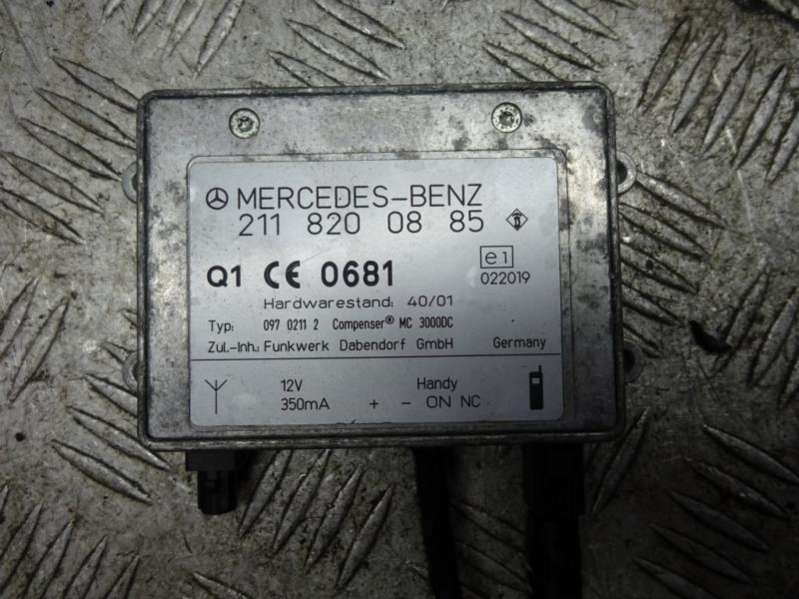 MERCEDES-BENZ
211 820 08 85
Q1 CE 0681 e1
022019
Hardwarestand: 40/01
Typ: 097 0211 2 Compenser® MC 3000DC
Zul.-Inh.: Funkwerk Dabendorf GmbH Germany
12V Handy
350mA + - ON NC